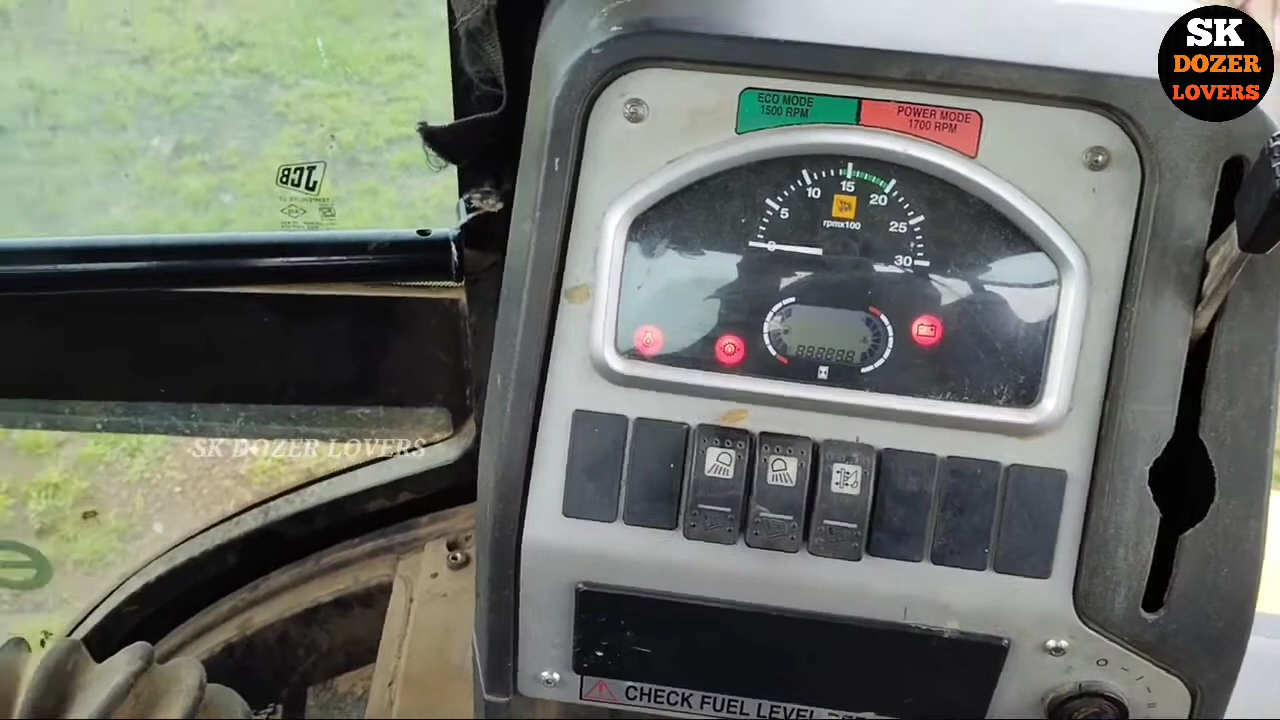 SK
DOZER
LOVERS
ECO MODE
1500 RPM
POWER MODE
1700 RPM
JCB
0
5
10
15
20
25
30
rpmx100
SK DOZER LOVERS
CHECK FUEL LEVEL